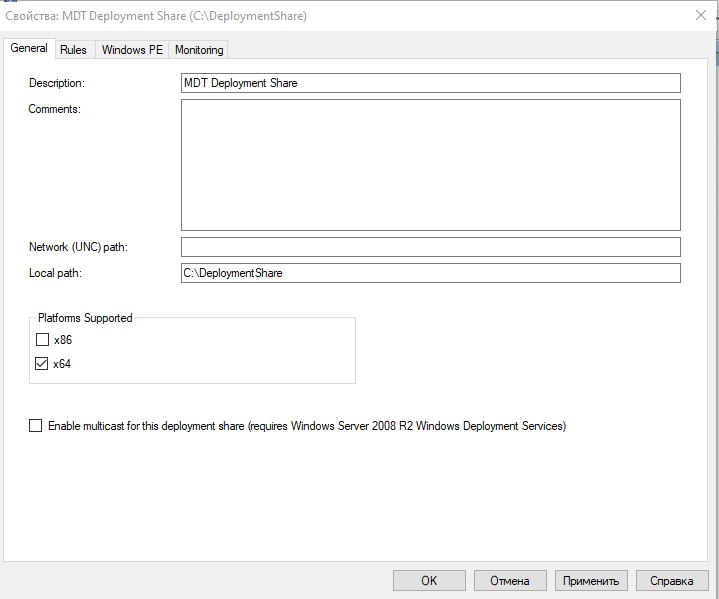 Свойства: MDT Deployment Share (C:\DeploymentShare)
General Rules Windows PE Monitoring
Description: MDT Deployment Share
Comments:
Network (UNC) path:
Local path: C:\DeploymentShare
Platforms Supported
x86
x64
Enable multicast for this deployment share (requires Windows Server 2008 R2 Windows Deployment Services)
OK Отмена Применить Справка